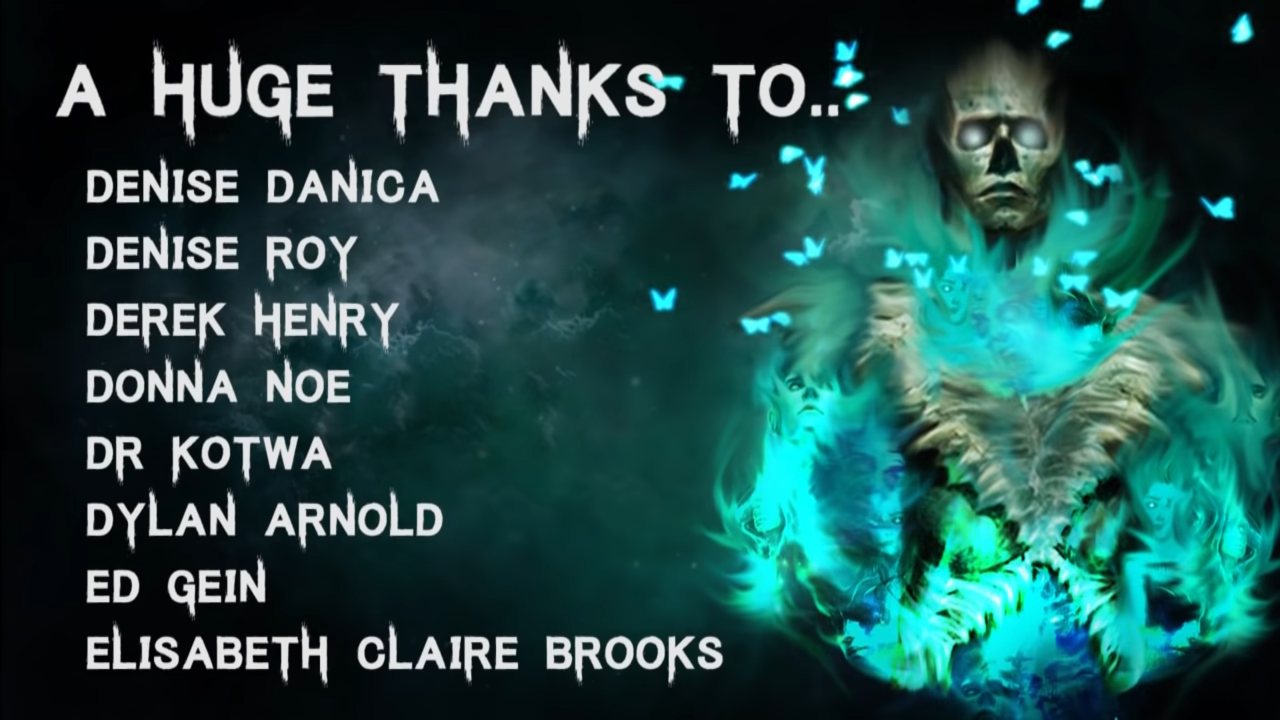 A HUGE THANKS TO..
DENISE DANICA
DENISE ROY
DEREK HENRY
DONNA NOE
DR KOTWA
DYLAN ARNOLD
ED GEIN
ELISABETH CLAIRE BROOKS